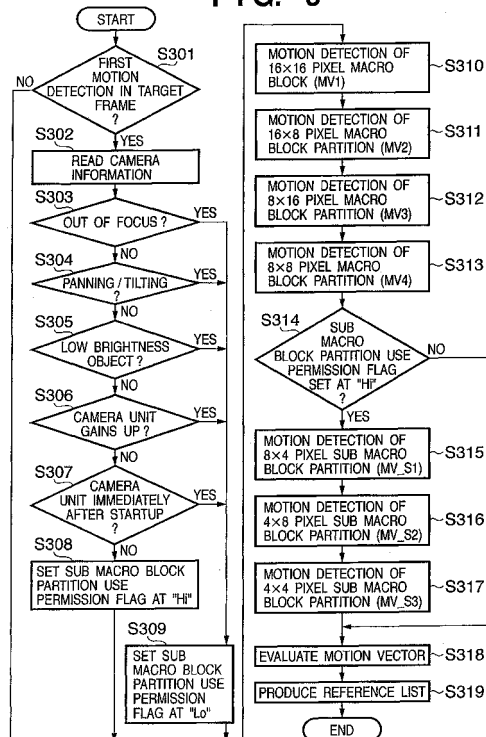 FIG.
START
S301
FIRST
MOTION
DETECTION IN TARGET
FRAME
?
NO
YES
S302
READ CAMERA
INFORMATION
S303
OUT OF FOCUS ?
YES
NO
S304
PANNING / TILTING
?
YES
NO
S305
LOW BRIGHTNESS
OBJECT ?
YES
NO
S306
CAMERA UNIT
GAINS UP ?
YES
NO
S307
CAMERA
UNIT IMMEDIATELY
AFTER STARTUP
?
YES
NO
S308
SET SUB MACRO BLOCK
PARTITION USE
PERMISSION FLAG AT "Hi"
S309
SET SUB
MACRO BLOCK
PARTITION USE
PERMISSION
FLAG AT "Lo"
MOTION DETECTION OF
16×16 PIXEL MACRO
BLOCK (MV1)
S310
MOTION DETECTION OF
16×8 PIXEL MACRO
BLOCK PARTITION (MV2)
S311
MOTION DETECTION OF
8×16 PIXEL MACRO
BLOCK PARTITION (MV3)
S312
MOTION DETECTION OF
8×8 PIXEL MACRO
BLOCK PARTITION (MV4)
S313
S314
SUB
MACRO
BLOCK PARTITION USE
PERMISSION FLAG
SET AT "Hi"
?
NO
YES
MOTION DETECTION OF
8×4 PIXEL SUB MACRO
BLOCK PARTITION (MV_S1)
S315
MOTION DETECTION OF
4×8 PIXEL SUB MACRO
BLOCK PARTITION (MV_S2)
S316
MOTION DETECTION OF
4×4 PIXEL SUB MACRO
BLOCK PARTITION (MV_S3)
S317
EVALUATE MOTION VECTOR
S318
PRODUCE REFERENCE LIST
S319
END